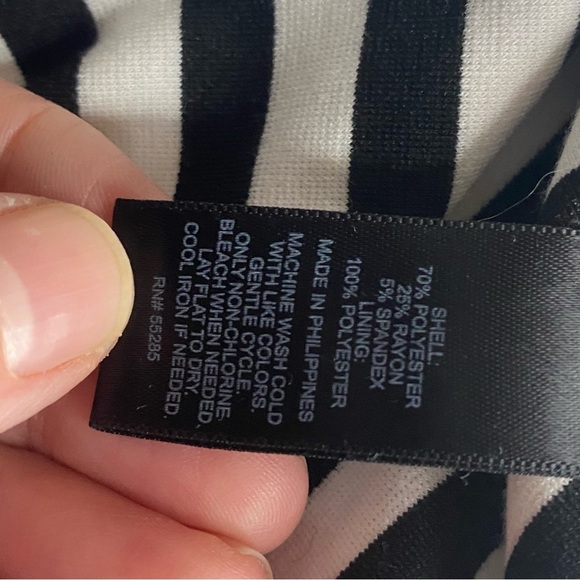 SHELL:
70% POLYESTER
25% RAYON
5% SPANDEX
LINING:
100% POLYESTER
MADE IN PHILIPPINES
MACHINE WASH COLD
WITH LIKE COLORS.
GENTLE CYCLE.
ONLY NON-CHLORINE
BLEACH WHEN NEEDED.
LAY FLAT TO DRY.
COOL IRON IF NEEDED.
RN# 55285